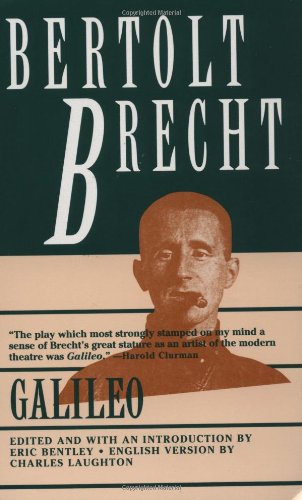 BERTOLT
BRECHT
“The play which most strongly stamped on my mind a
sense of Brecht's great stature as an artist of the modern
theatre was Galileo.” —Harold Clurman
GALILEO
EDITED AND WITH AN INTRODUCTION BY
ERIC BENTLEY • ENGLISH VERSION BY
CHARLES LAUGHTON